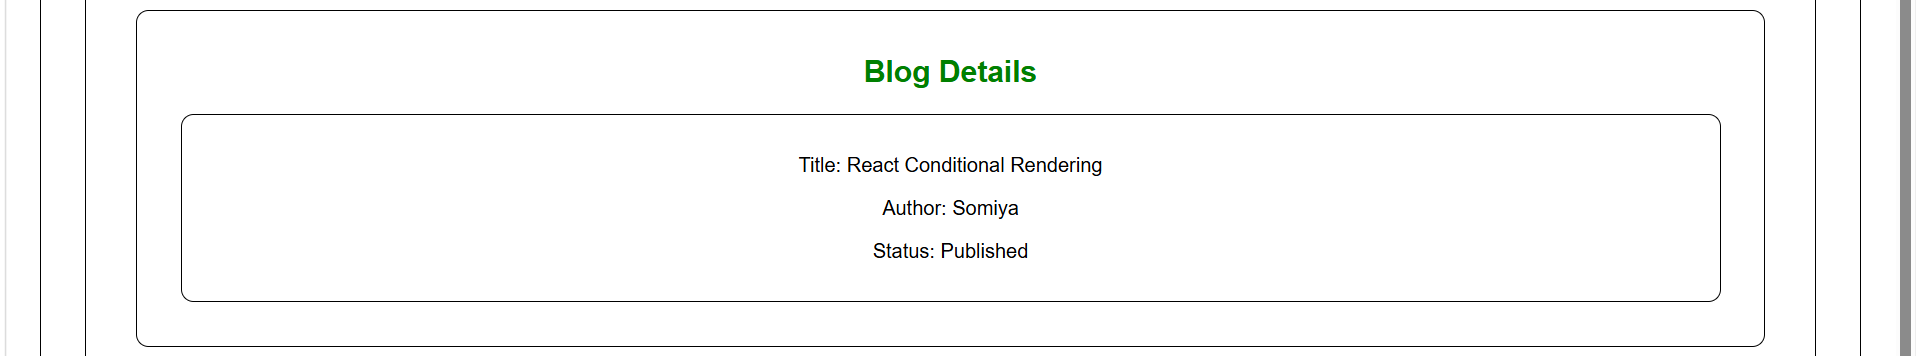 Blog Details
Title: React Conditional Rendering
Author: Somiya
Status: Published